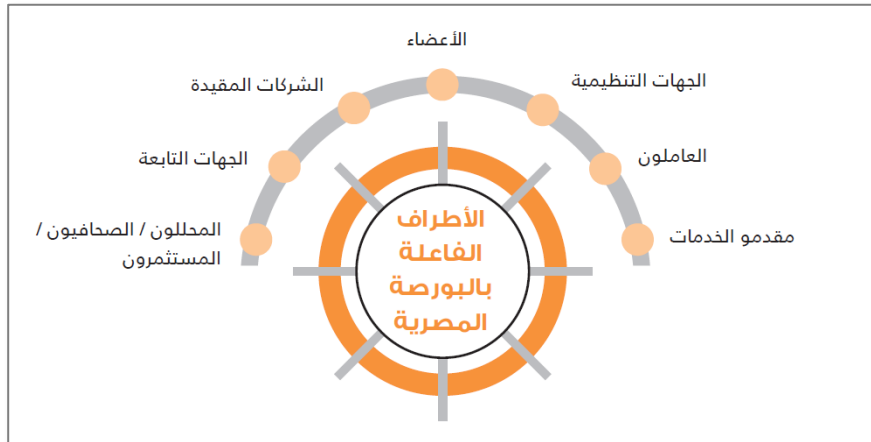 الأعضاء
الجهات التنظيمية
الشركات المقيدة
العاملون
الجهات التابعة
مقدمو الخدمات
المحللون / الصحافيون /
المستثمرون
الأطراف
الفاعلة
بالبورصة
المصرية